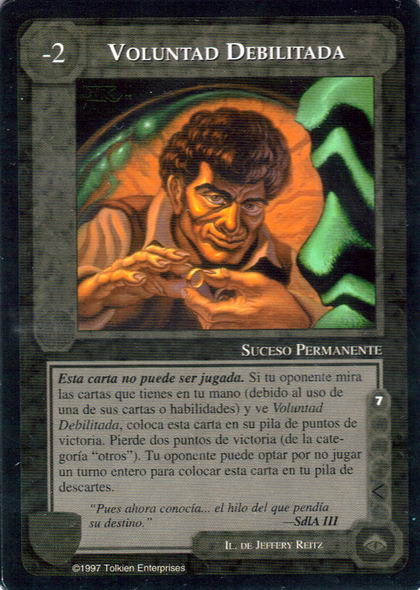 -2
VOLUNTAD DEBILITADA
SUCESO PERMANENTE
Esta carta no puede ser jugada. Si tu oponente mira
las cartas que tienes en tu mano (debido al uso de
una de sus cartas o habilidades) y ve Voluntad
Debilitada, coloca esta carta en su pila de puntos de
victoria. Pierde dos puntos de victoria (de la cate-
goría “otros”). Tu oponente puede optar por no jugar
un turno entero para colocar esta carta en tu pila de
descartes.
7
"Pues ahora conocía... el hilo del que pendía
su destino."
—SdlA III
IL. DE JEFFERY REITZ
©1997 Tolkien Enterprises